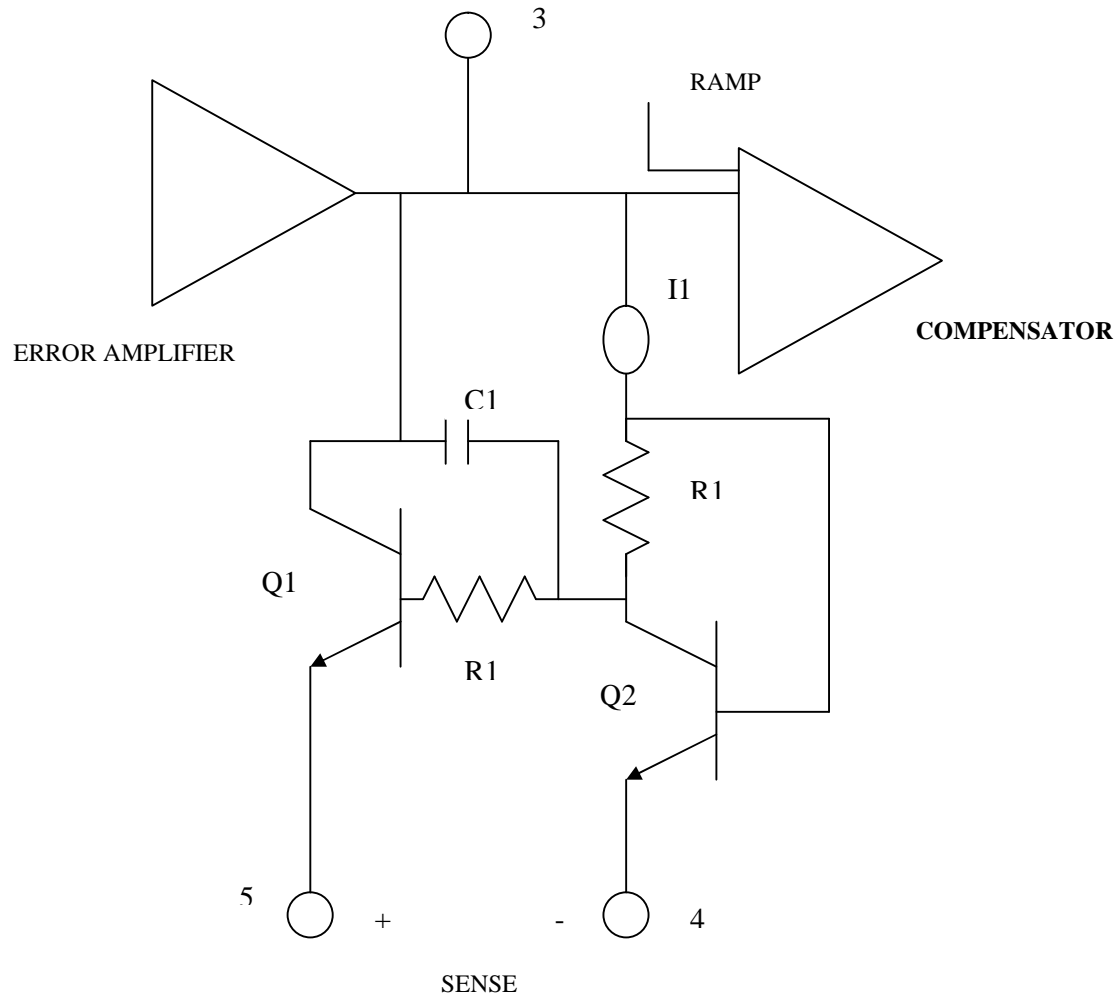 3
RAMP
I1
COMPENSATOR
ERROR AMPLIFIER
C1
R1
Q1
R1
Q2
5
+
-
4
SENSE